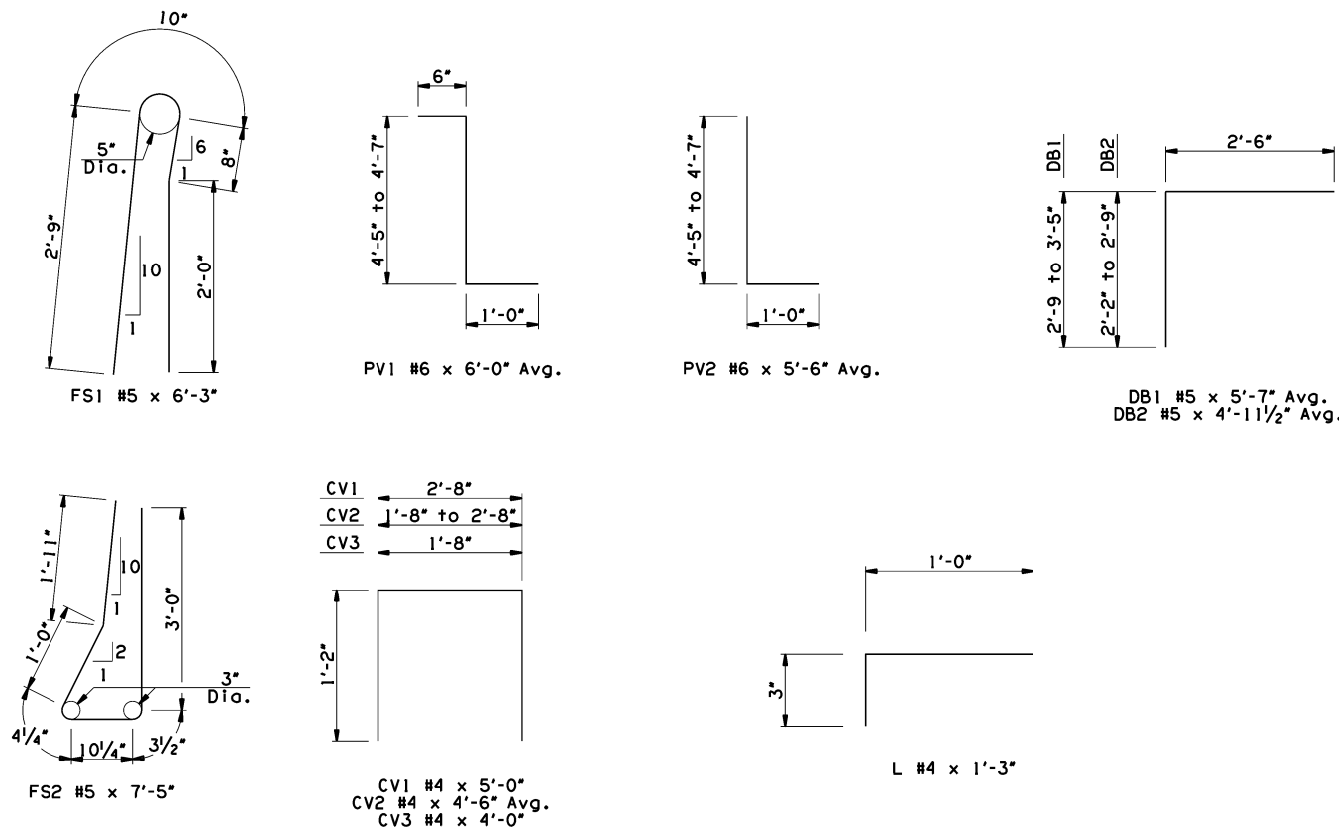 10"
5"
Dia.
6
1
8"
2'-9"
10
1
2'-0"
FS1 #5 x 6'-3"
6"
4'-5" to 4'-7"
1'-0"
PV1 #6 x 6'-0" Avg.
4'-5" to 4'-7"
1'-0"
PV2 #6 x 5'-6" Avg.
DB1
DB2
2'-6"
2'-9 to 3'-5"
2'-2" to 2'-9"
DB1 #5 x 5'-7" Avg.
DB2 #5 x 4'-11½" Avg.
1'-11"
10
1
3'-0"
1'-0"
2
1
3"
Dia.
4¼"
10¼"
3½"
FS2 #5 x 7'-5"
CV1 2'-8"
CV2 1'-8" to 2'-8"
CV3 1'-8"
1'-2"
CV1 #4 x 5'-0"
CV2 #4 x 4'-6" Avg.
CV3 #4 x 4'-0"
1'-0"
3"
L #4 x 1'-3"